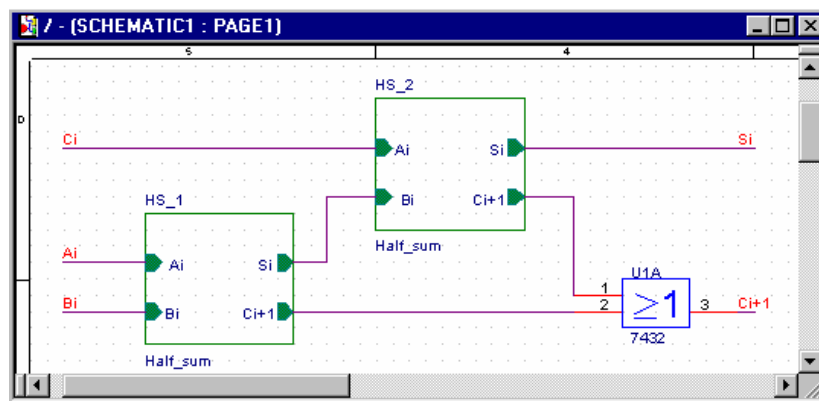 / - (SCHEMATIC1 : PAGE1)
5 4
D
HS_2
Ci Ai Si Si
Bi Ci+1
HS_1
Half_sum
Ai Ai Si
U1A
Bi Bi Ci+1 1 2 ≥1 3 Ci+1
7432
Half_sum